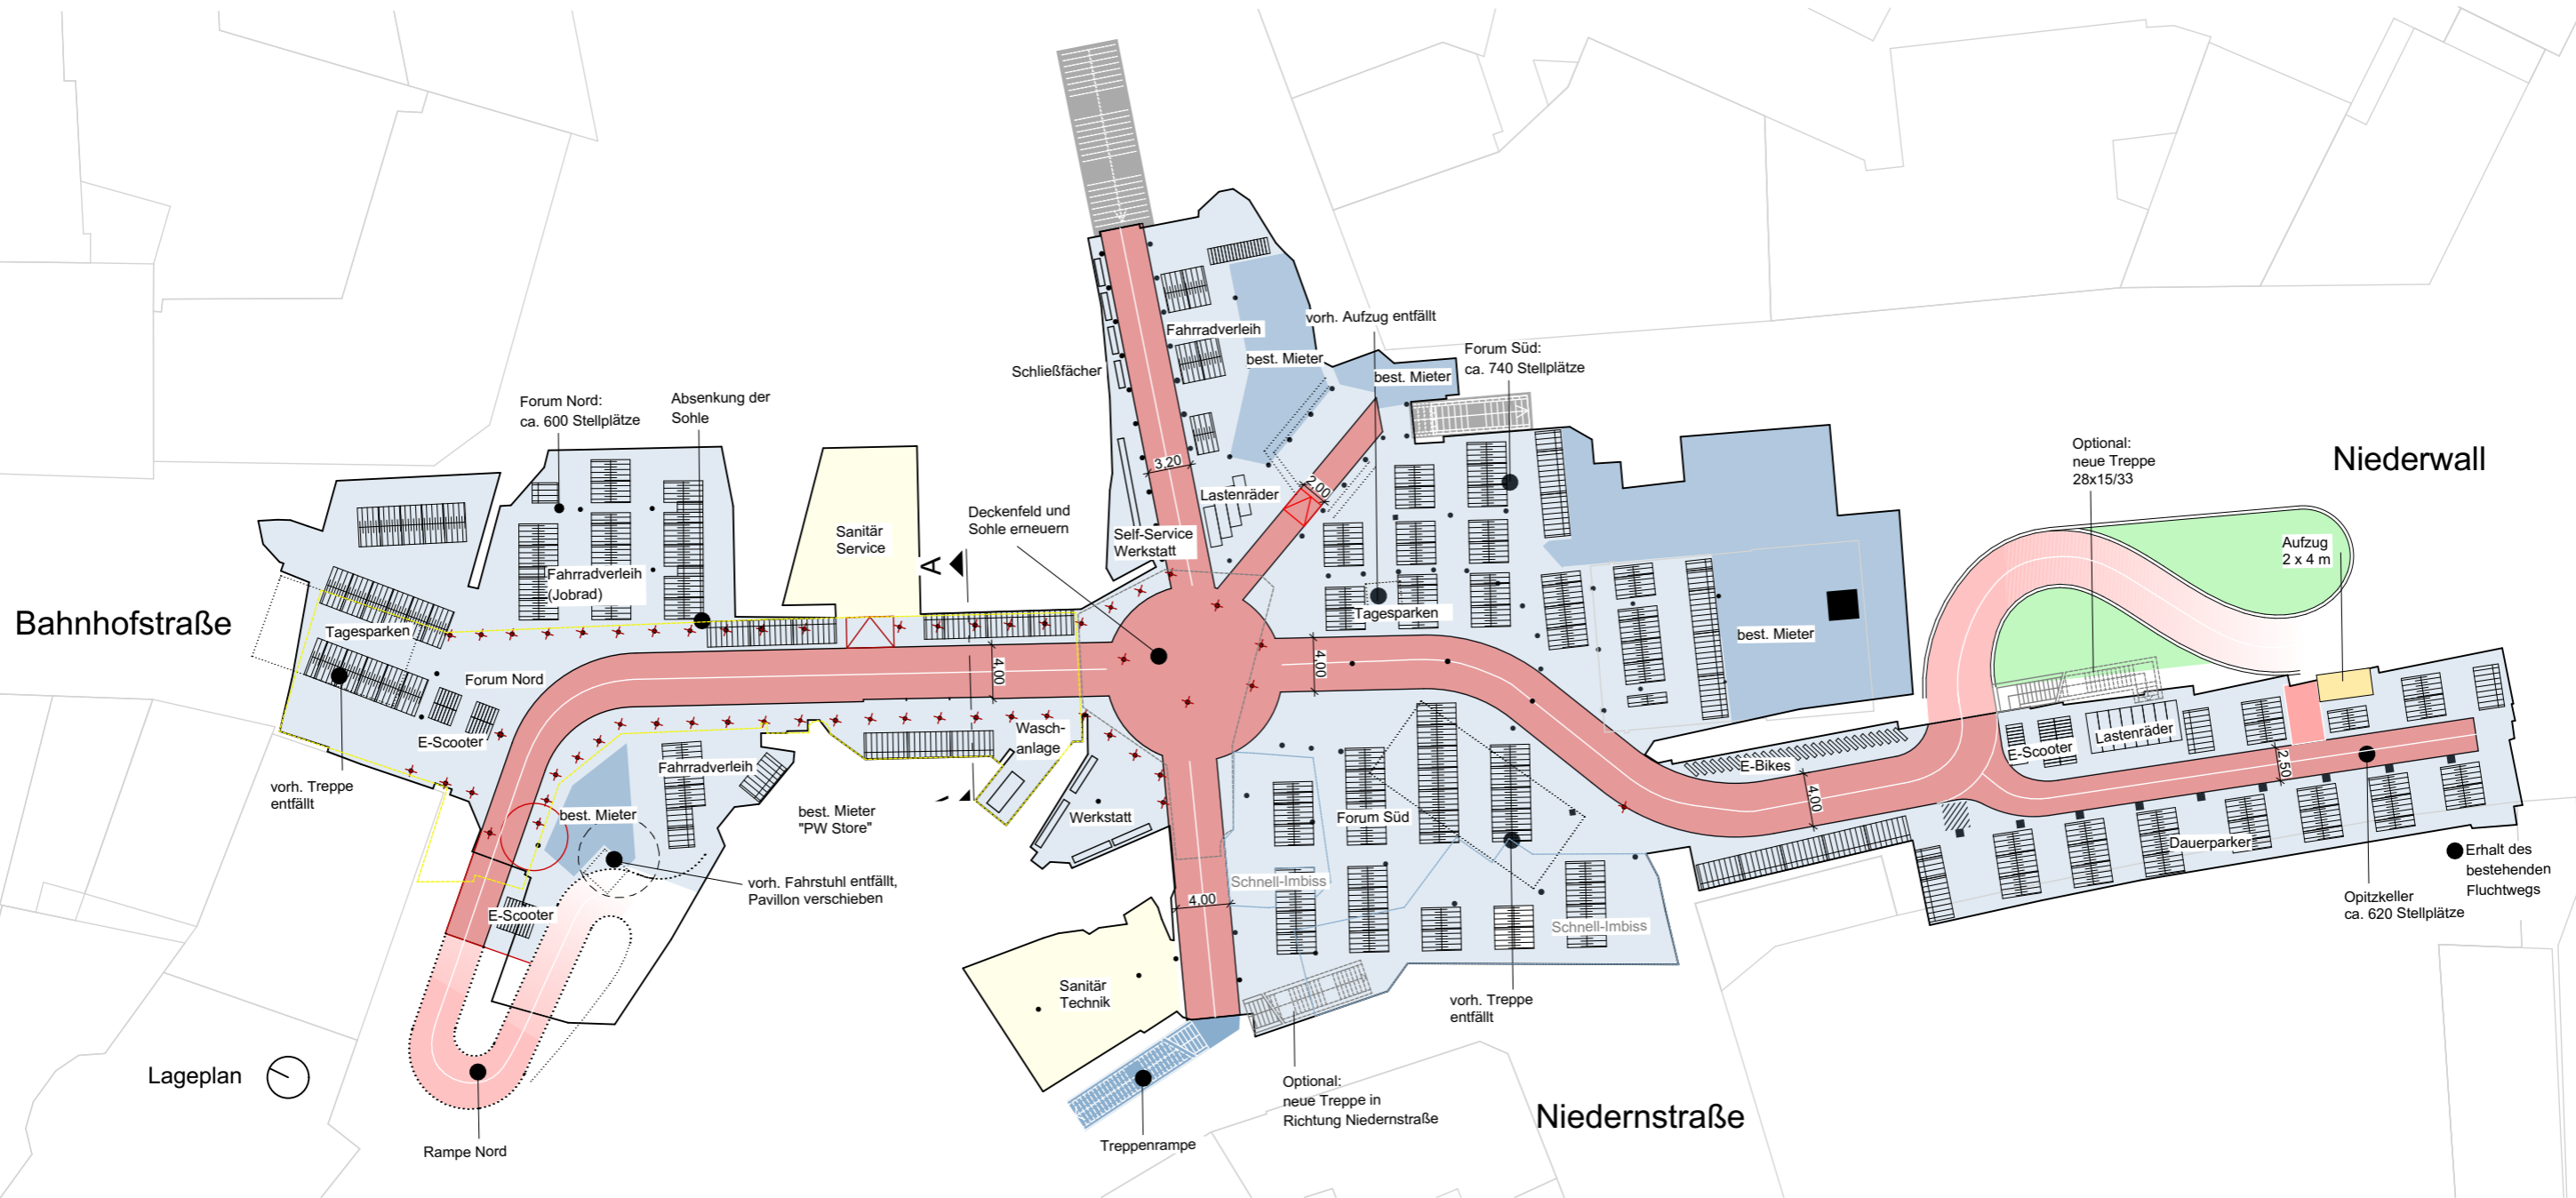 Bahnhofstraße
Niederwall
Niedernstraße
Lageplan
Forum Nord:
ca. 600 Stellplätze
Absenkung der
Sohle
Sanitär
Service
A
Deckenfeld und
Sohle erneuern
Schließfächer
Fahrradverleih
best. Mieter
vorh. Aufzug entfällt
best. Mieter
Forum Süd:
ca. 740 Stellplätze
3,20
2,00
Lastenräder
Self-Service
Werkstatt
Fahrradverleih
(Jobrad)
Tagesparken
Forum Nord
E-Scooter
vorh. Treppe
entfällt
4,00
4,00
Tagesparken
best. Mieter
Optional:
neue Treppe
28x15/33
Aufzug
2 x 4 m
Fahrradverleih
best. Mieter
best. Mieter
"PW Store"
Wasch-
anlage
Werkstatt
Forum Süd
E-Bikes
4,00
E-Scooter
Lastenräder
2,50
Dauerparker
Erhalt des
bestehenden
Fluchtwegs
Opitzkeller
ca. 620 Stellplätze
vorh. Fahrstuhl entfällt,
Pavillon verschieben
E-Scooter
4,00
Schnell-Imbiss
Schnell-Imbiss
Sanitär
Technik
vorh. Treppe
entfällt
Optional:
neue Treppe in
Richtung Niedernstraße
Treppenrampe
Rampe Nord